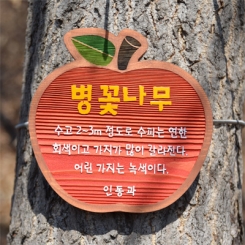 병꽃나무
수고 2~3m 정도로 수피는 연한
회색이고 가지가 많이 갈라진다.
어린 가지는 녹색이다.
인동과